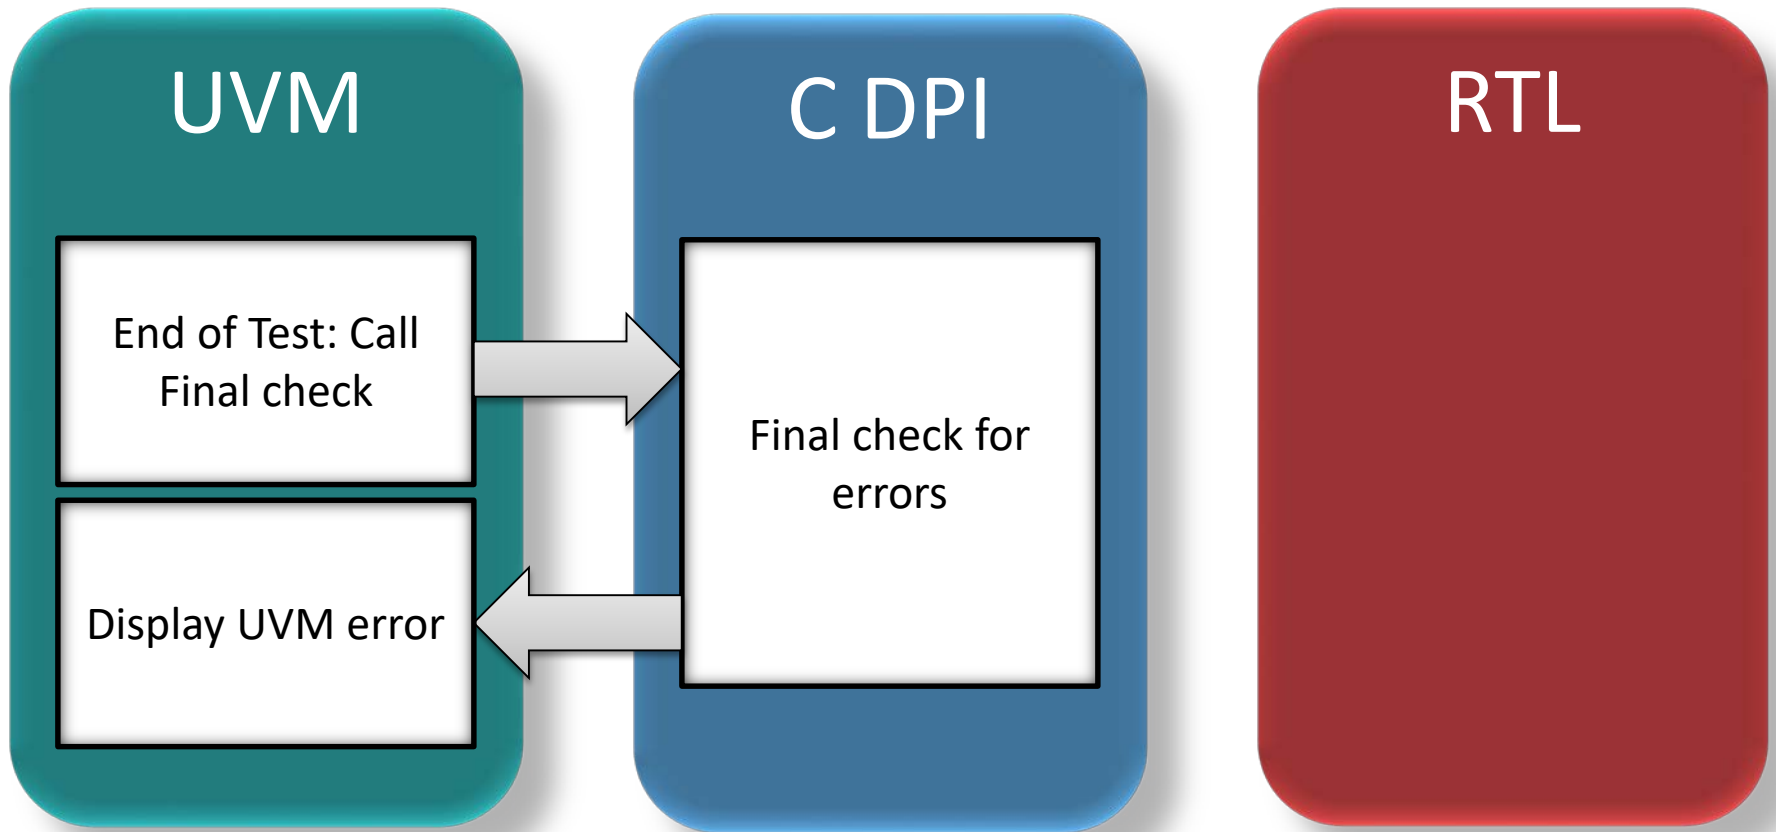 UVM
End of Test: Call
Final check
Display UVM error
C DPI
Final check for
errors
RTL